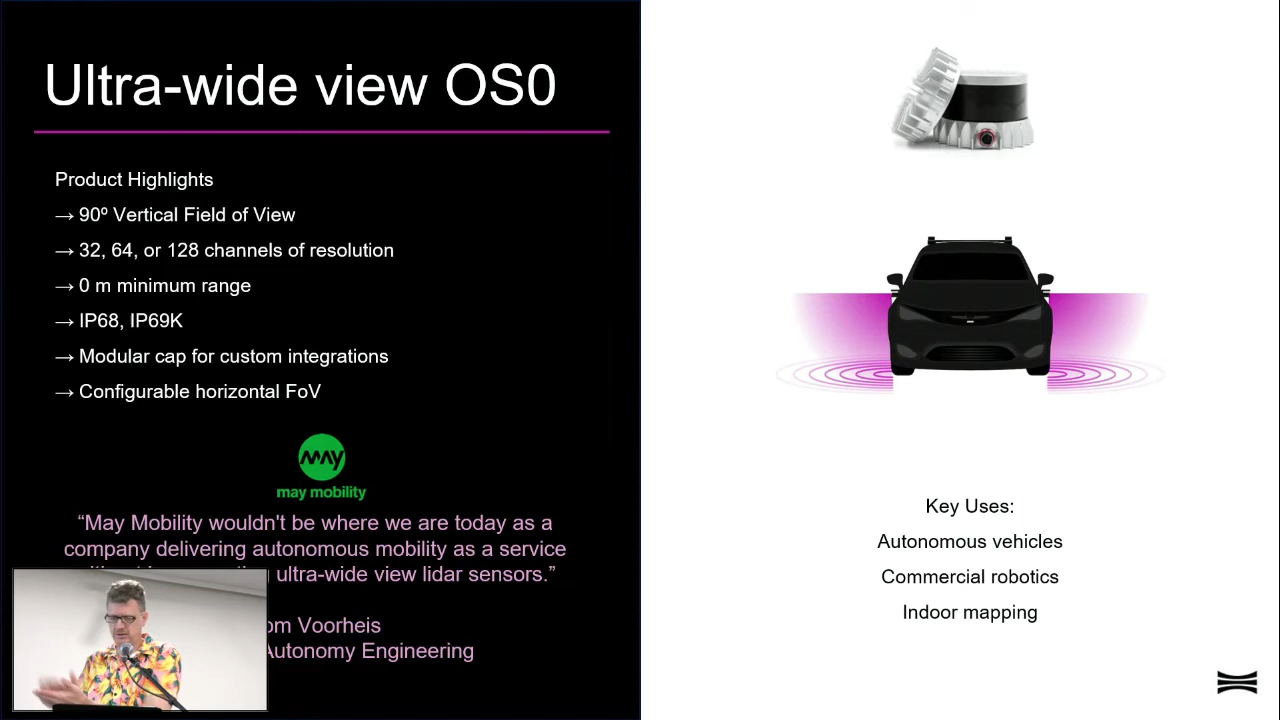 Ultra-wide view OS0
Product Highlights
→ 90º Vertical Field of View
→ 32, 64, or 128 channels of resolution
→ 0 m minimum range
→ IP68, IP69K
→ Modular cap for custom integrations
→ Configurable horizontal FoV
MAY
may mobility
“May Mobility wouldn't be where we are today as a
company delivering autonomous mobility as a service
ultra-wide view lidar sensors.”
om Voorheis
Autonomy Engineering
Key Uses:
Autonomous vehicles
Commercial robotics
Indoor mapping